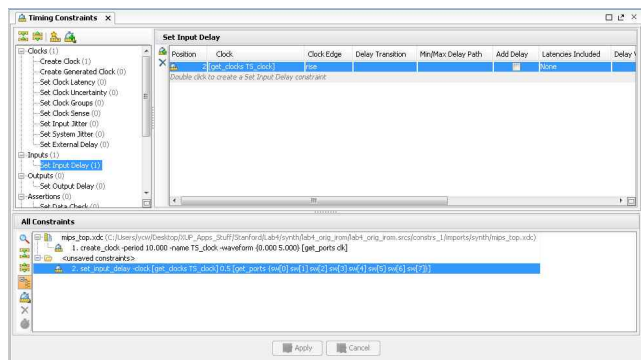 Timing Constraints
Set Input Delay
Clocks (1)
Create Clock (1)
Create Generated Clock (0)
Set Clock Latency (0)
Set Clock Uncertainty (0)
Set Clock Groups (0)
Set Clock Sense (0)
Set Input Jitter (0)
Set System Jitter (0)
Set External Delay (0)
Inputs (1)
Set Input Delay (1)
Outputs (0)
Set Output Delay (0)
Assertions (0)
Set Data Check (0)
Position Clock Clock Edge Delay Transition Min/Max Delay Path Add Delay Latencies Included Delay V
2 [get_clocks TS_clock] rise None
Double click to create a Set Input Delay constraint
All Constraints
mips_top.xdc (C:/Users/ycw/Desktop/XUP_Apps_Stuff/Stanford/Lab4/synth/lab4_orig_irom/lab4_orig_irom.srcs/constrs_1/imports/synth/mips_top.xdc)
1. create_clock -period 10.000 -name TS_clock -waveform {0.000 5.000} [get_ports clk]
<unsaved constraints>
2. set_input_delay -clock [get_clocks TS_clock] 0.5 [get_ports {sw[0] sw[1] sw[2] sw[3] sw[4] sw[5] sw[6] sw[7]}]
Apply Cancel